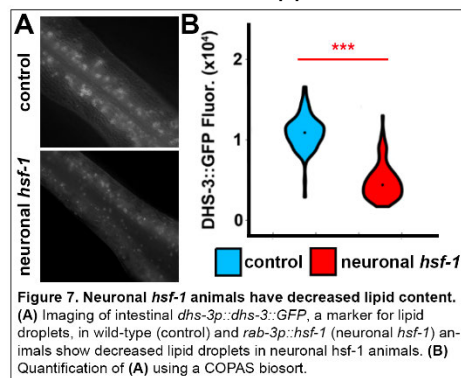 A
B
control
neuronal hsf-1
DHS-3::GFP Fluor. (x10⁴)
2
1
0
***
control neuronal hsf-1
Figure 7. Neuronal hsf-1 animals have decreased lipid content.
(A) Imaging of intestinal dhs-3p::dhs-3::GFP, a marker for lipid
droplets, in wild-type (control) and rab-3p::hsf-1 (neuronal hsf-1) an-
imals show decreased lipid droplets in neuronal hsf-1 animals. (B)
Quantification of (A) using a COPAS biosort.